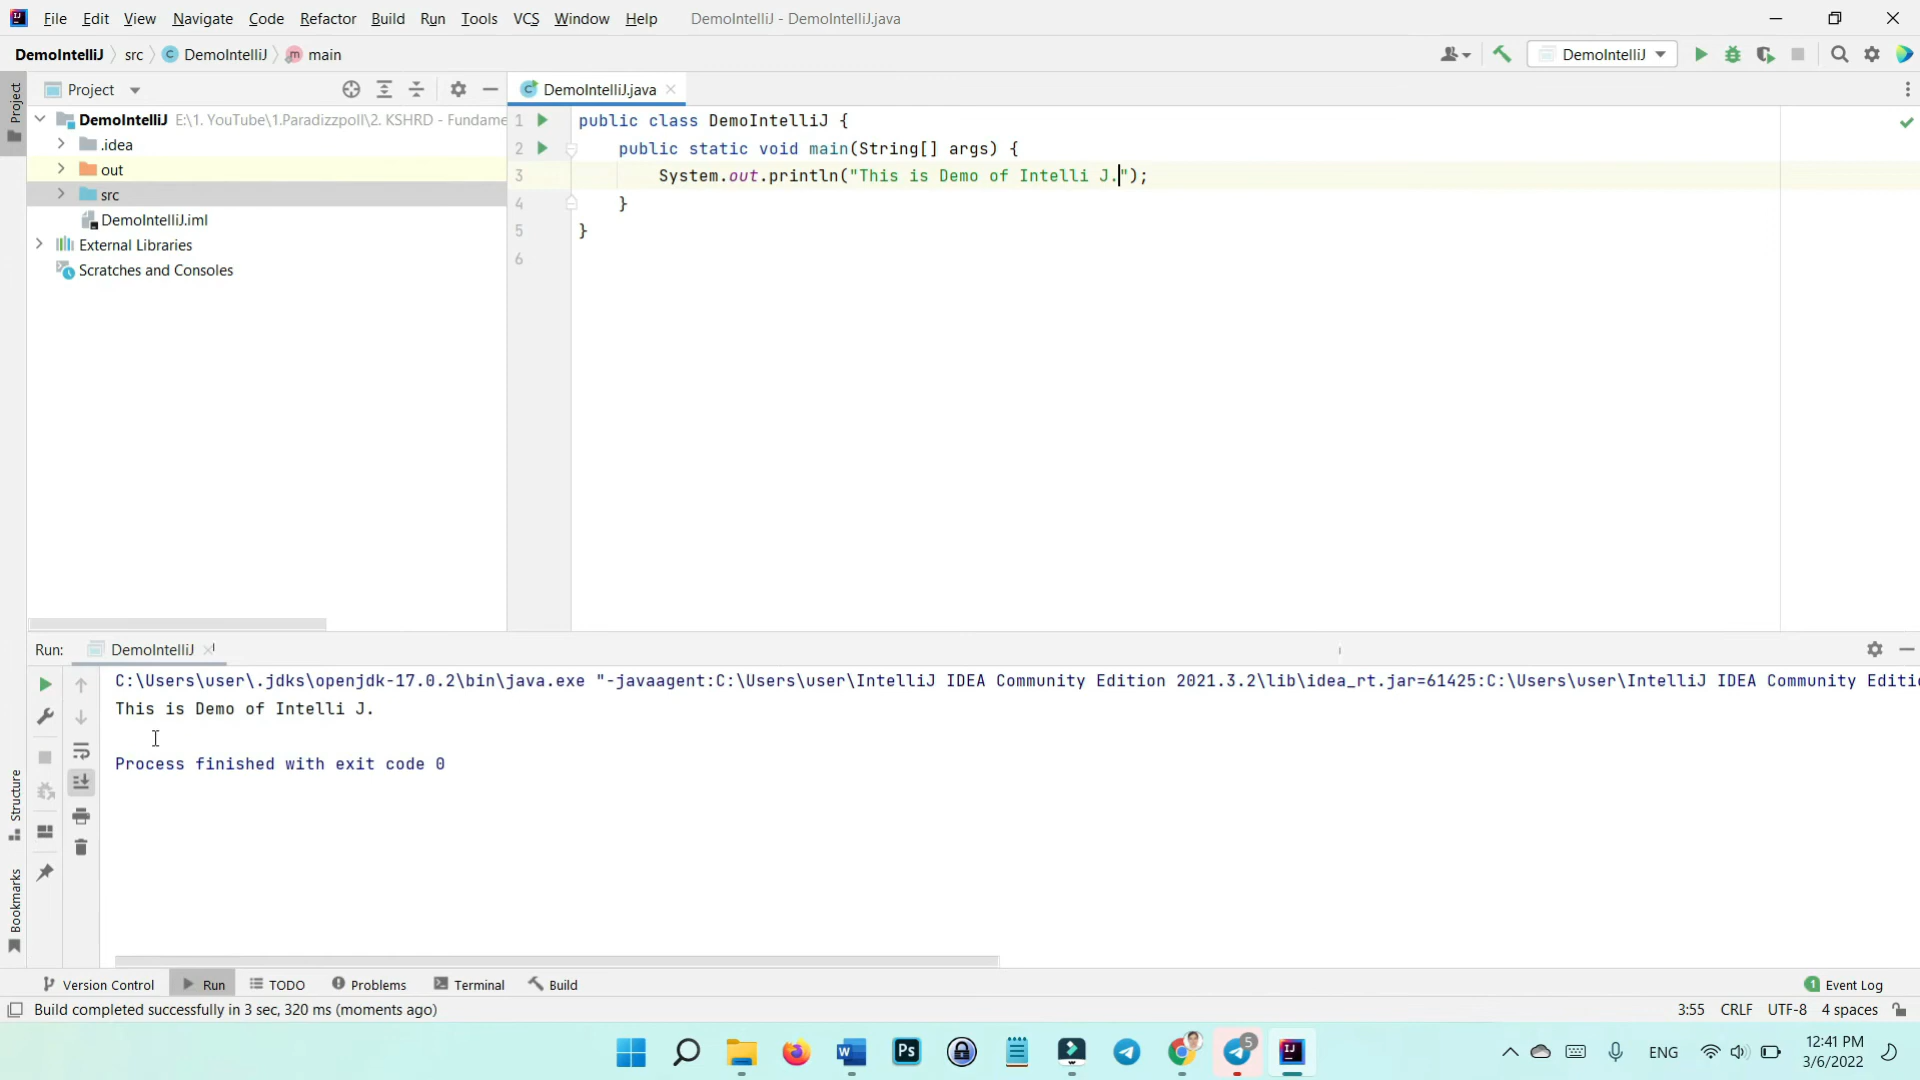 File Edit View Navigate Code Refactor Build Run Tools VCS Window Help DemoIntelliJ - DemoIntelliJ.java
DemoIntelliJ src DemoIntelliJ main DemoIntelliJ
Project
DemoIntelliJ.java
DemoIntelliJ E:\1. YouTube\1.Paradizzpoll\2. KSHRD - Fundame
.idea
out
src
DemoIntelliJ.iml
External Libraries
Scratches and Consoles
1 public class DemoIntelliJ {
2 public static void main(String[] args) {
3 System.out.println("This is Demo of Intelli J.");
4 }
5 }
6
Project
Structure
Bookmarks
Run: DemoIntelliJ
C:\Users\user\.jdks\openjdk-17.0.2\bin\java.exe "-javaagent:C:\Users\user\IntelliJ IDEA Community Edition 2021.3.2\lib\idea_rt.jar=61425:C:\Users\user\IntelliJ IDEA Community Editio
This is Demo of Intelli J.
Process finished with exit code 0
Version Control Run TODO Problems Terminal Build 1 Event Log
Build completed successfully in 3 sec, 320 ms (moments ago) 3:55 CRLF UTF-8 4 spaces
Ps 5 IJ ENG 12:41 PM
3/6/2022